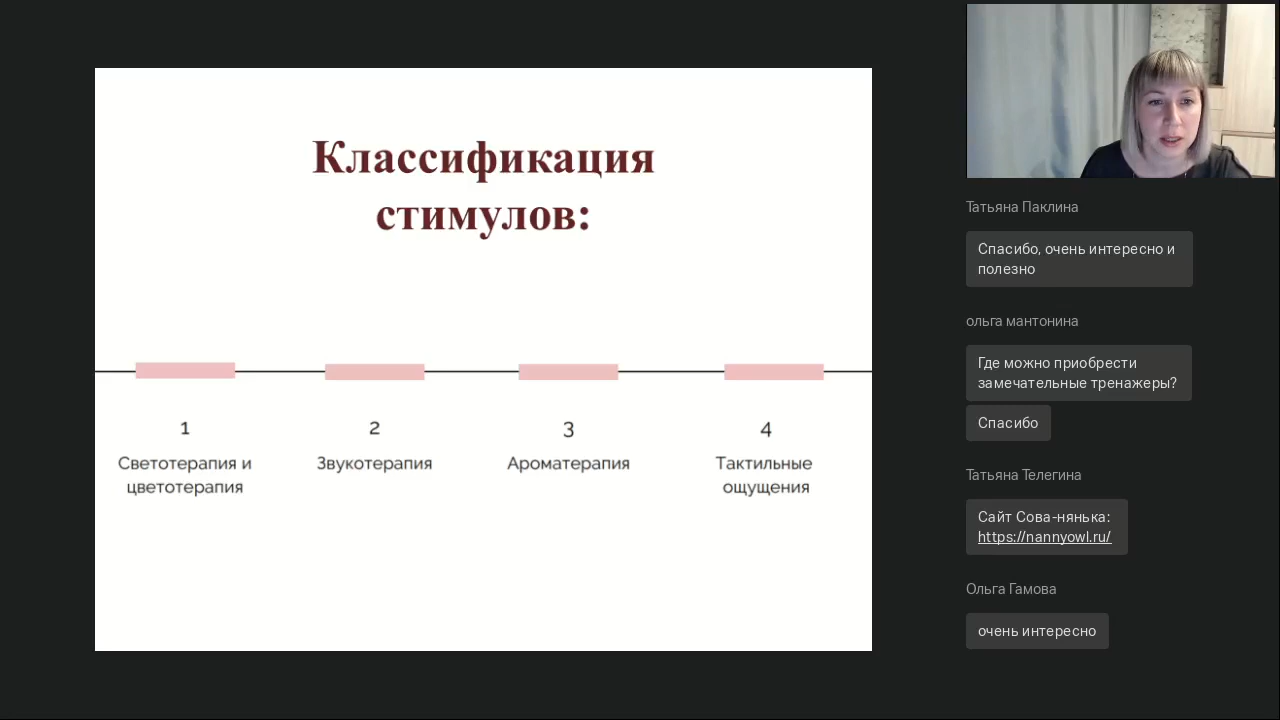 Классификация
стимулов:
1
Светотерапия и
цветотерапия
2
Звукотерапия
3
Ароматерапия
4
Тактильные
ощущения
Татьяна Паклина
Спасибо, очень интересно и
полезно
ольга мантонина
Где можно приобрести
замечательные тренажеры?
Спасибо
Татьяна Телегина
Сайт Сова-нянька:
https://nannyowl.ru/
Ольга Гамова
очень интересно